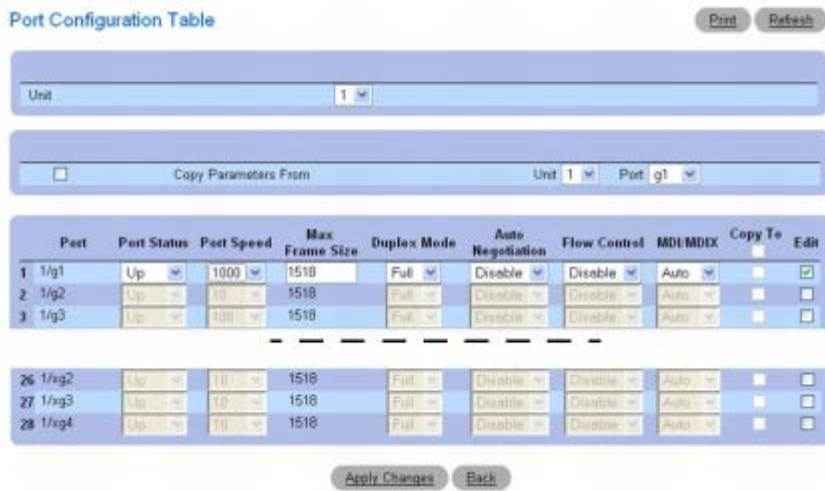 Port Configuration Table
Print Refresh
Unit 1
Copy Parameters From Unit 1 Port g1
Port Port Status Port Speed Max Frame Size Duplex Mode Auto Negotiation Flow Control MDI/MDIX Copy To Edit
1 1/g1 Up 1000 1518 Full Disable Disable Auto
2 1/g2 Up 10 1518 Full Disable Disable Auto
3 1/g3 Up 100 1518 Full Disable Disable Auto
26 1/xg2 Up 10 1518 Full Disable Disable Auto
27 1/xg3 Up 10 1518 Full Disable Disable Auto
28 1/xg4 Up 10 1518 Full Disable Disable Auto
Apply Changes Back